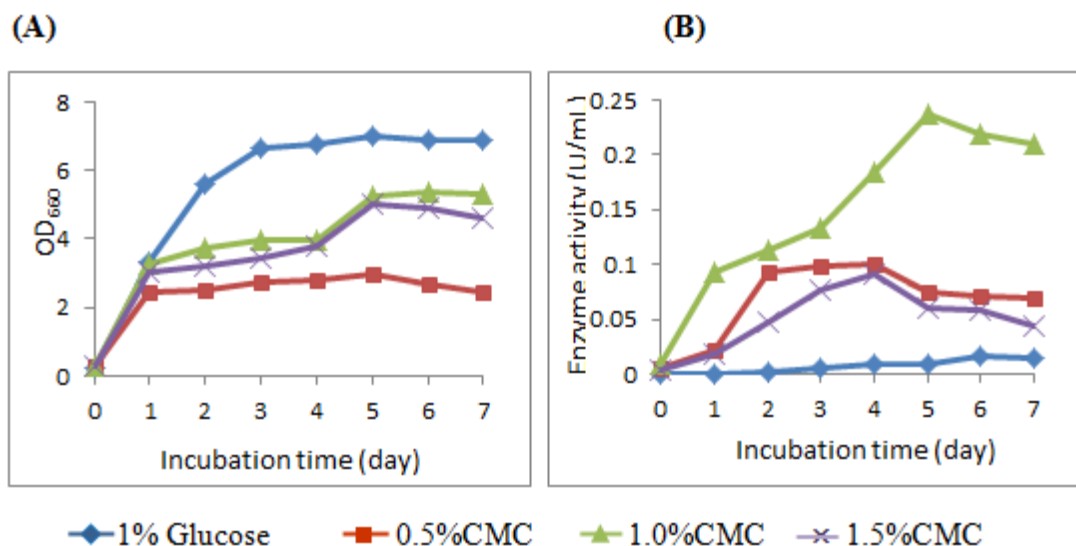 (A)
(B)
OD660
8
6
4
2
0
0 1 2 3 4 5 6 7
Incubation time (day)
Enzyme activity (U/mL)
0.25
0.2
0.15
0.1
0.05
0
0 1 2 3 4 5 6 7
Incubation time (day)
1% Glucose 0.5%CMC 1.0%CMC 1.5%CMC